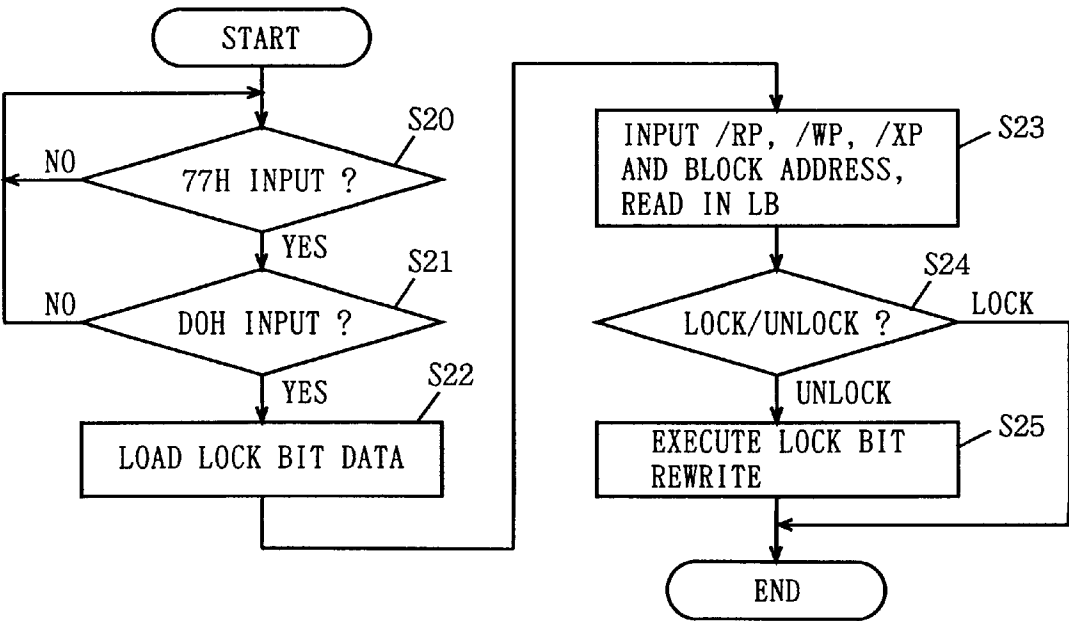 START
S20
77H INPUT ?
NO
YES
S21
DOH INPUT ?
NO
YES
S22
LOAD LOCK BIT DATA
S23
INPUT /RP, /WP, /XP
AND BLOCK ADDRESS,
READ IN LB
S24
LOCK/UNLOCK ?
LOCK
UNLOCK
S25
EXECUTE LOCK BIT
REWRITE
END